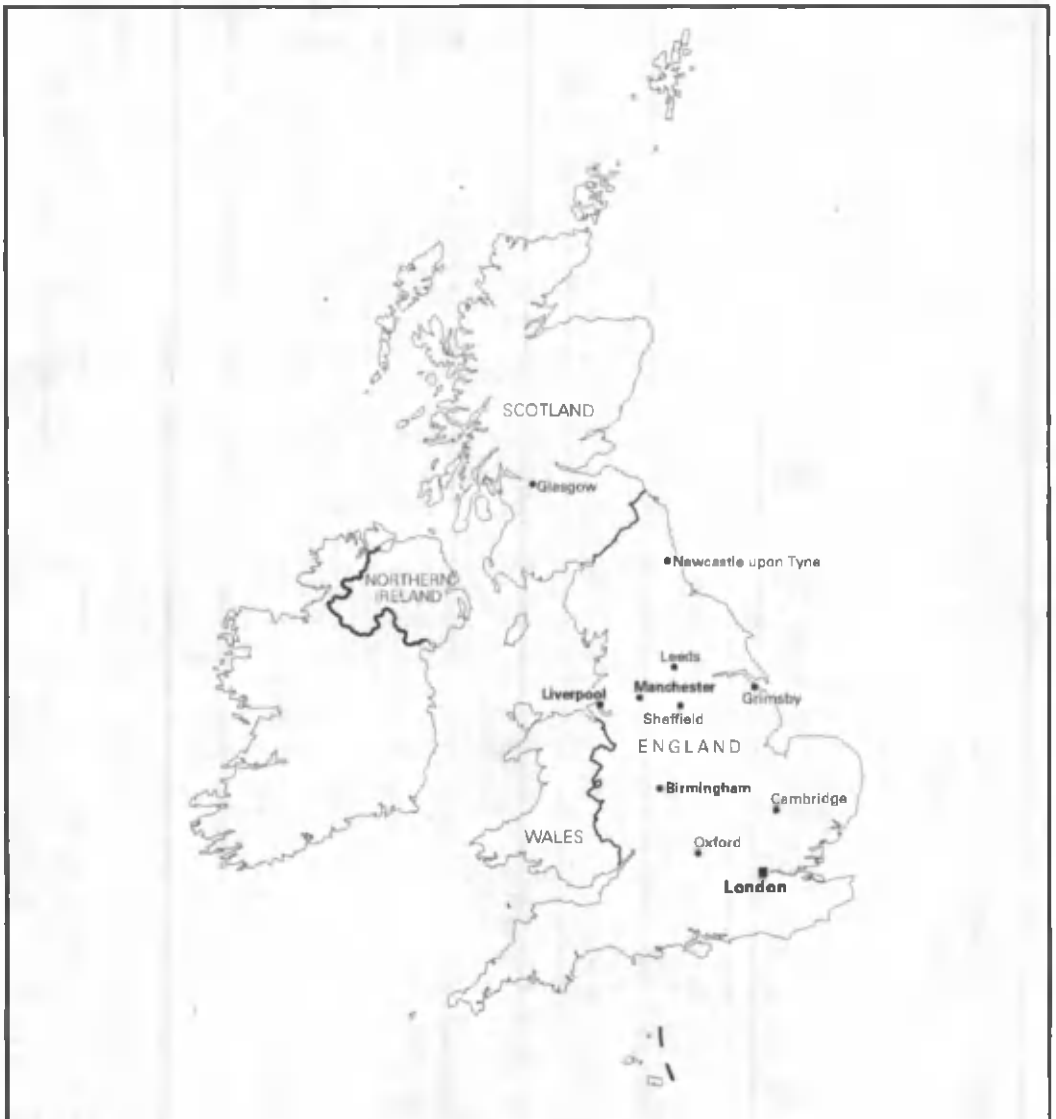 SCOTLAND
Glasgow
Newcastle upon Tyne
NORTHERN
IRELAND
Leeds
Liverpool
Manchester
Grimsby
Sheffield
ENGLAND
Birmingham
Cambridge
WALES
Oxford
London